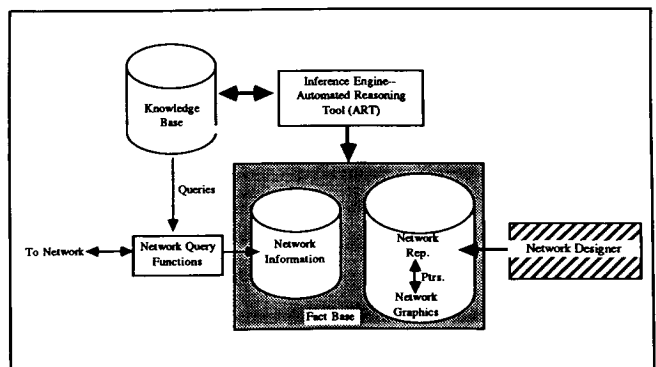 Knowledge
Base
Inference Engine--
Automated Reasoning
Tool (ART)
Queries
To Network
Network Query
Functions
Network
Information
Network
Rep.
Ptrs.
Network
Graphics
Network Designer
Fact Base